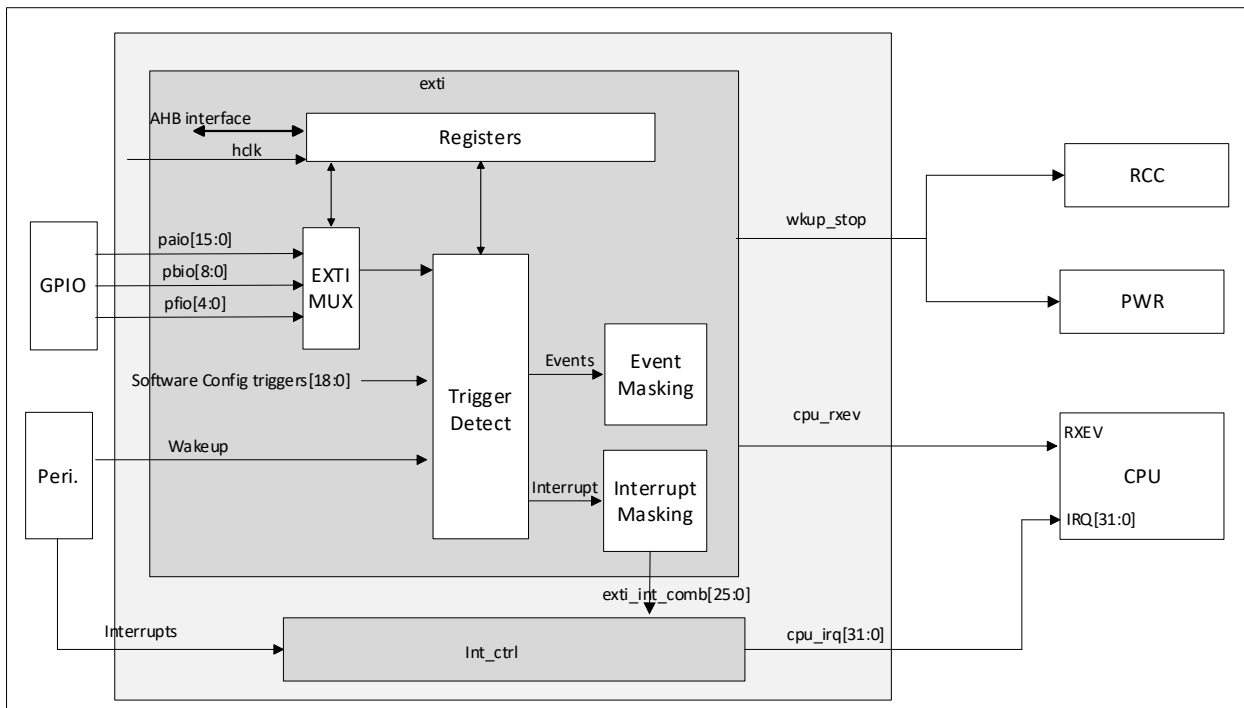 exti
AHB interface
Registers
hclk
RCC
wkup_stop
paio[15:0]
GPIO
pbio[8:0]
EXTI
MUX
pfio[4:0]
PWR
Events
Event
Masking
Software Config triggers[18:0]
Trigger
Detect
cpu_rxev
RXEV
Wakeup
Peri.
Interrupt
Interrupt
Masking
CPU
IRQ[31:0]
exti_int_comb[25:0]
Interrupts
Int_ctrl
cpu_irq[31:0]